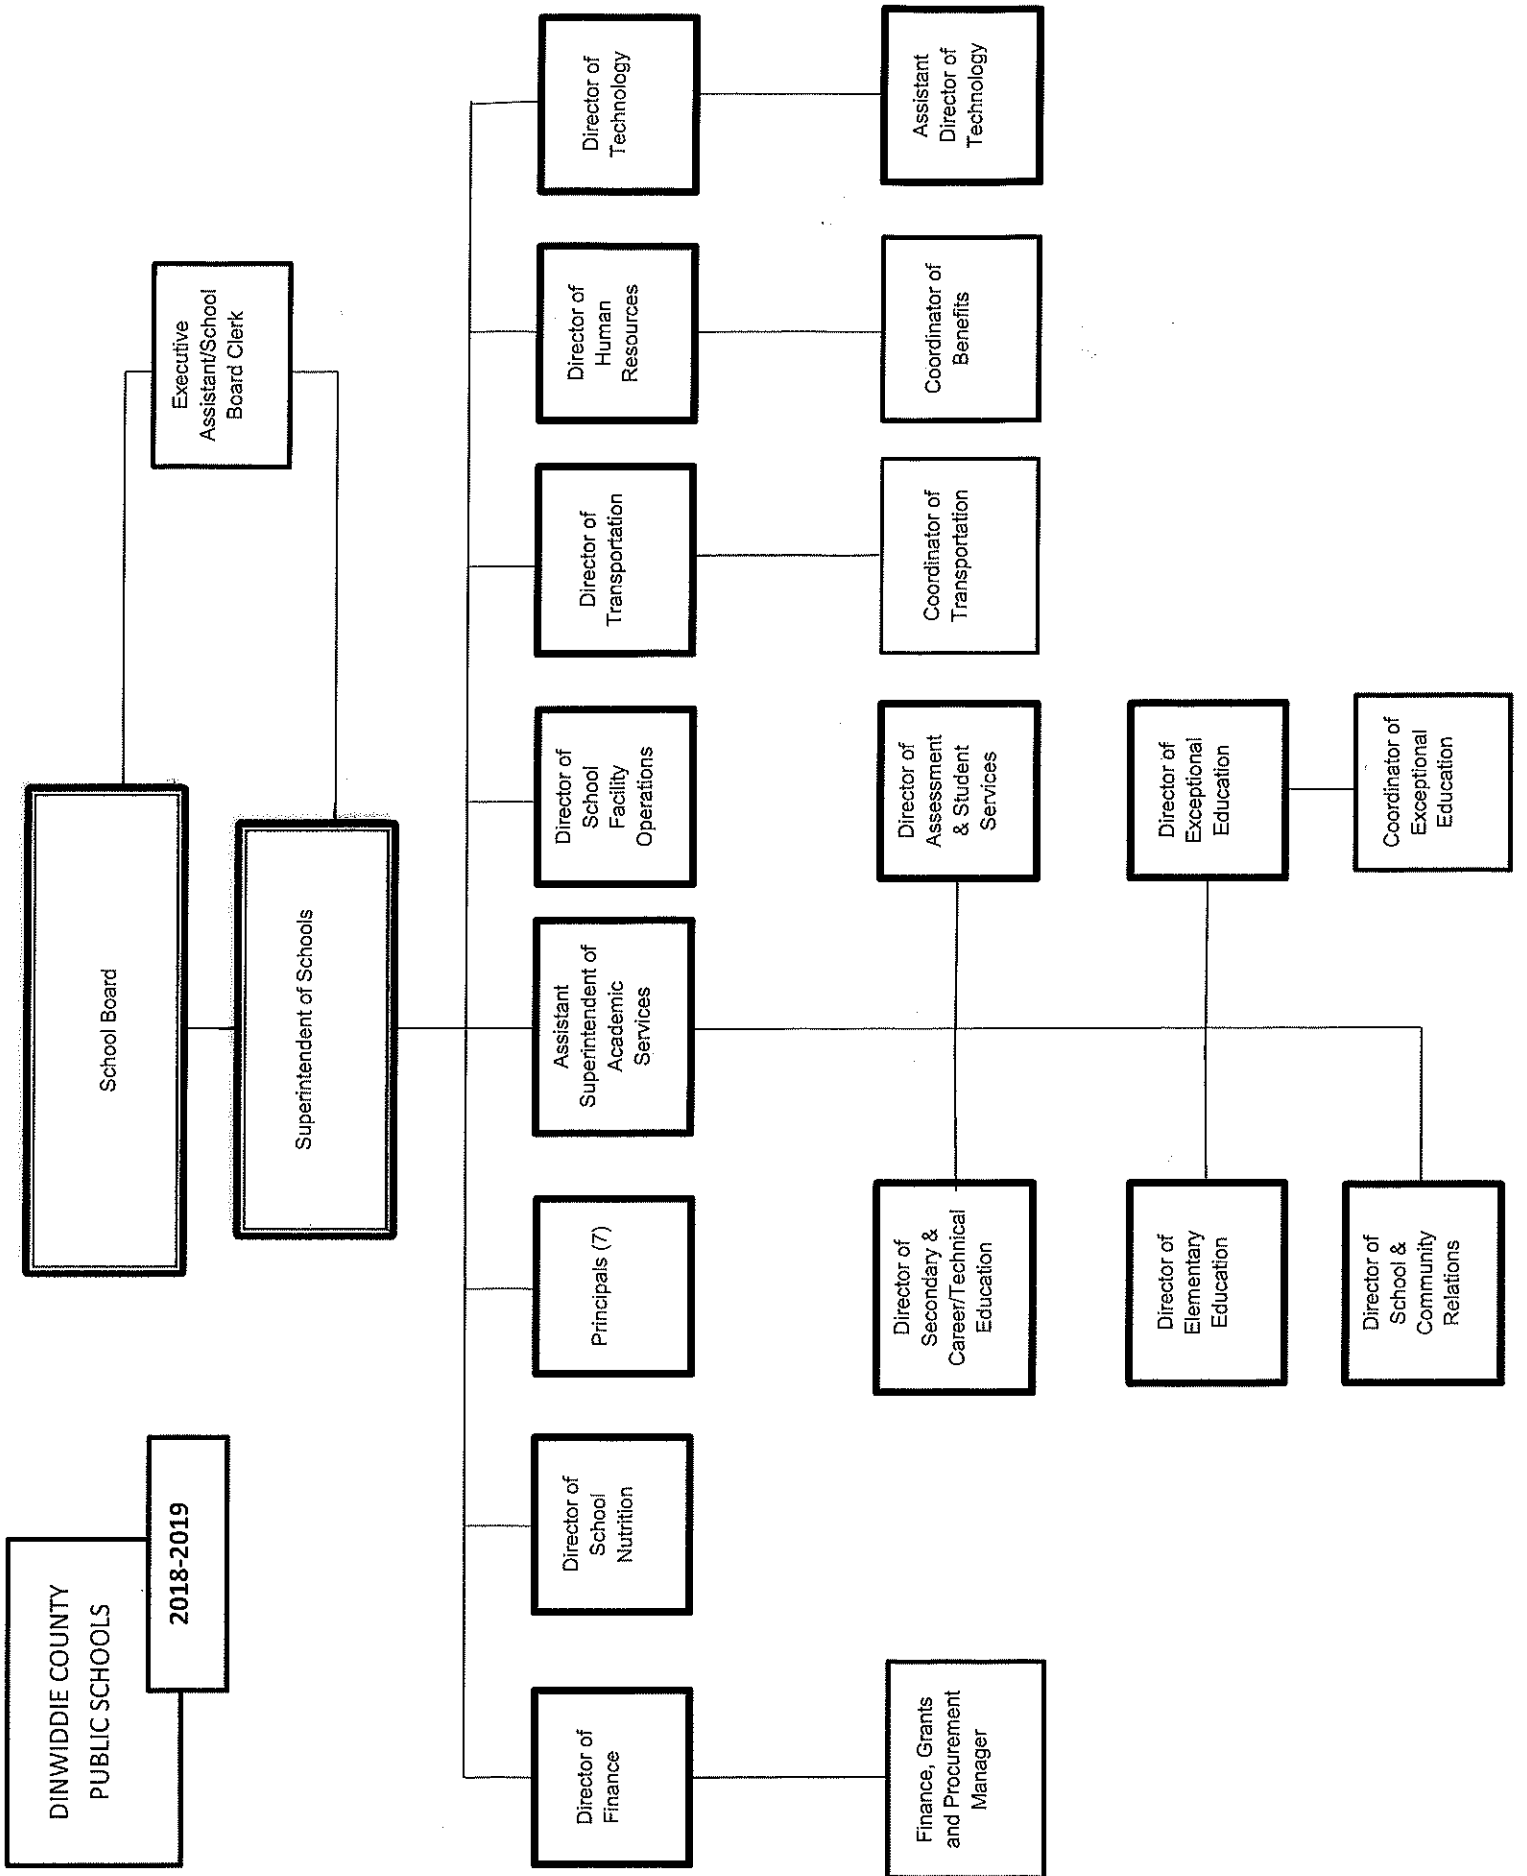 DINWIDDIE COUNTY
PUBLIC SCHOOLS
2018-2019
School Board
Executive
Assistant/School
Board Clerk
Superintendent of Schools
Director of
Finance
Director of
School
Nutrition
Principals (7)
Assistant
Superintendent of
Academic
Services
Director of
School
Facility
Operations
Director of
Transportation
Director of
Human
Resources
Director of
Technology
Finance, Grants
and Procurement
Manager
Director of
Secondary &
Career/Technical
Education
Director of
Assessment
& Student
Services
Coordinator of
Transportation
Coordinator of
Benefits
Assistant
Director of
Technology
Director of
Elementary
Education
Director of
Exceptional
Education
Director of
School &
Community
Relations
Coordinator of
Exceptional
Education